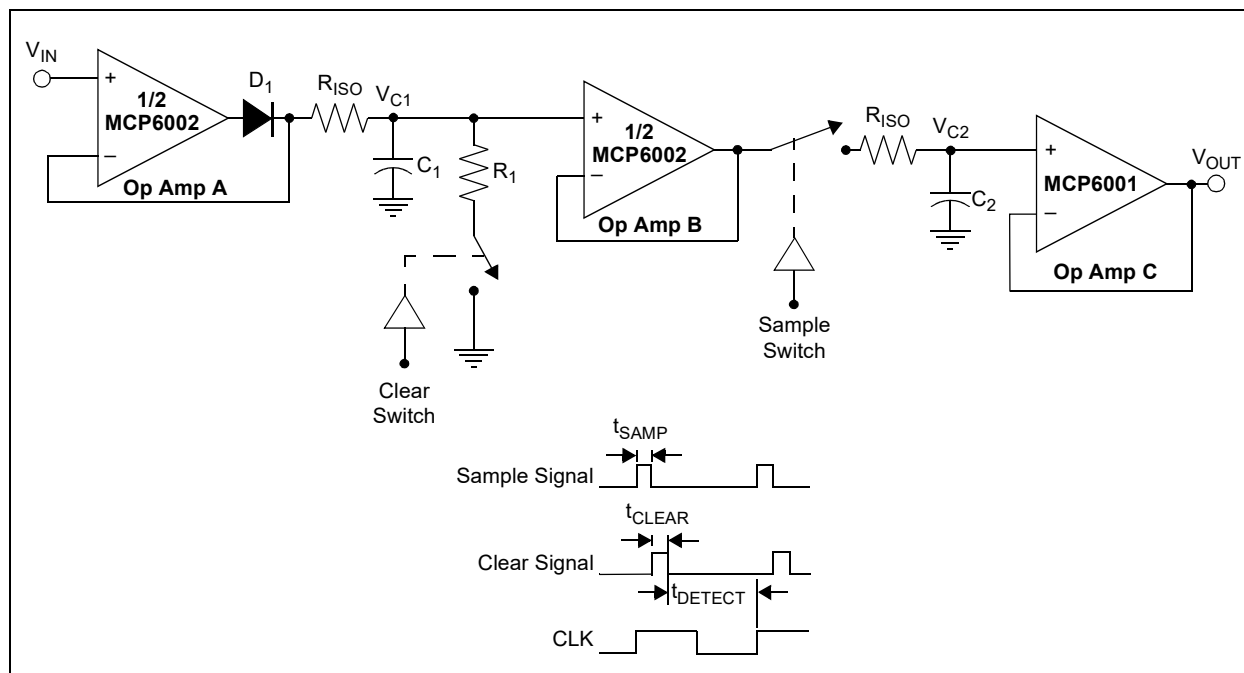 V_IN
+
1/2
MCP6002
−
Op Amp A
D_1
R_ISO
V_C1
C_1
R_1
Clear
Switch
+
1/2
MCP6002
−
Op Amp B
Sample
Switch
R_ISO
V_C2
C_2
+
MCP6001
−
Op Amp C
V_OUT
t_SAMP
Sample Signal
t_CLEAR
Clear Signal
t_DETECT
CLK